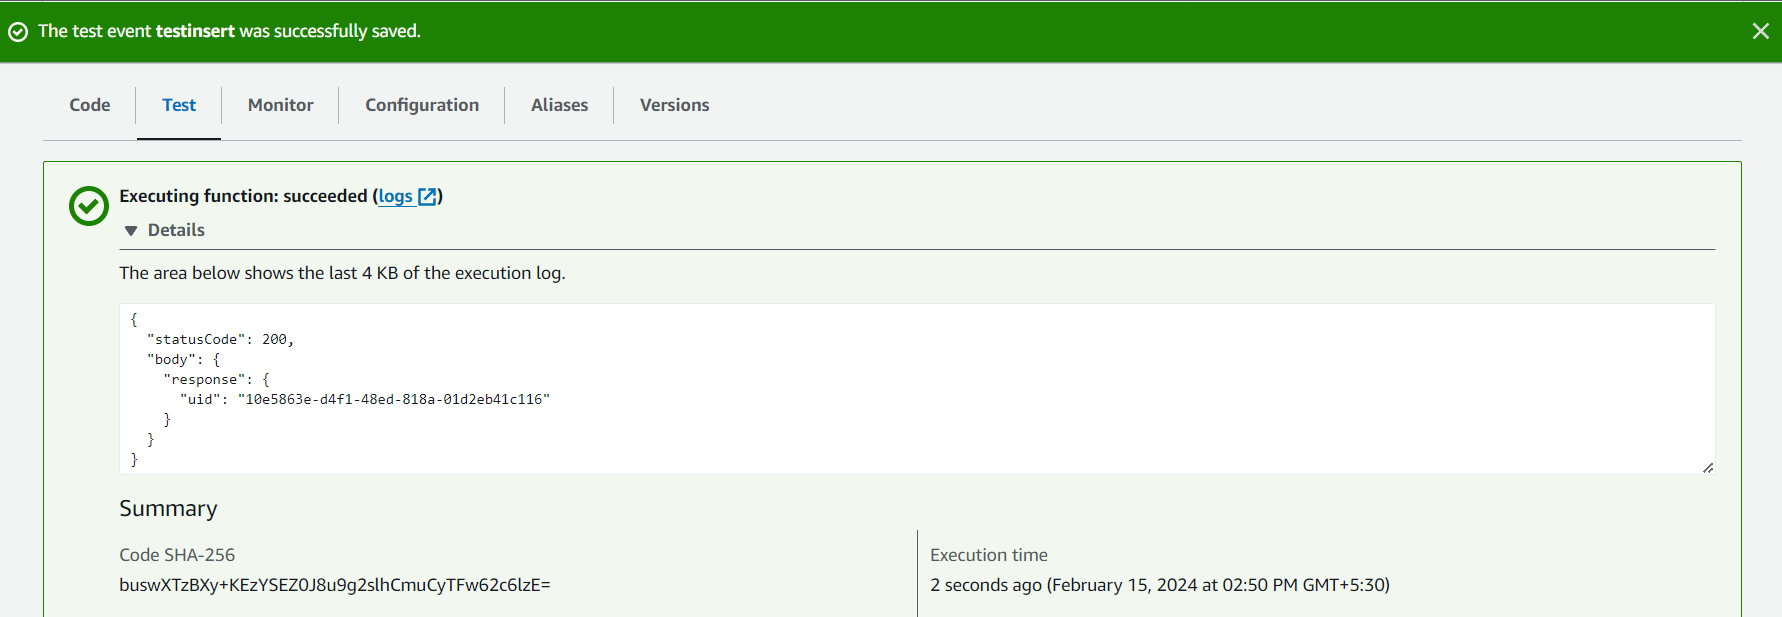 The test event testinsert was successfully saved.
Code Test Monitor Configuration Aliases Versions
Executing function: succeeded (logs)
Details
The area below shows the last 4 KB of the execution log.
{
  "statusCode": 200,
  "body": {
    "response": {
      "uid": "10e5863e-d4f1-48ed-818a-01d2eb41c116"
    }
  }
}
Summary
Code SHA-256
buswXTzBXy+KEzYSEZ0J8u9g2slhCmuCyTFw62c6lzE=
Execution time
2 seconds ago (February 15, 2024 at 02:50 PM GMT+5:30)